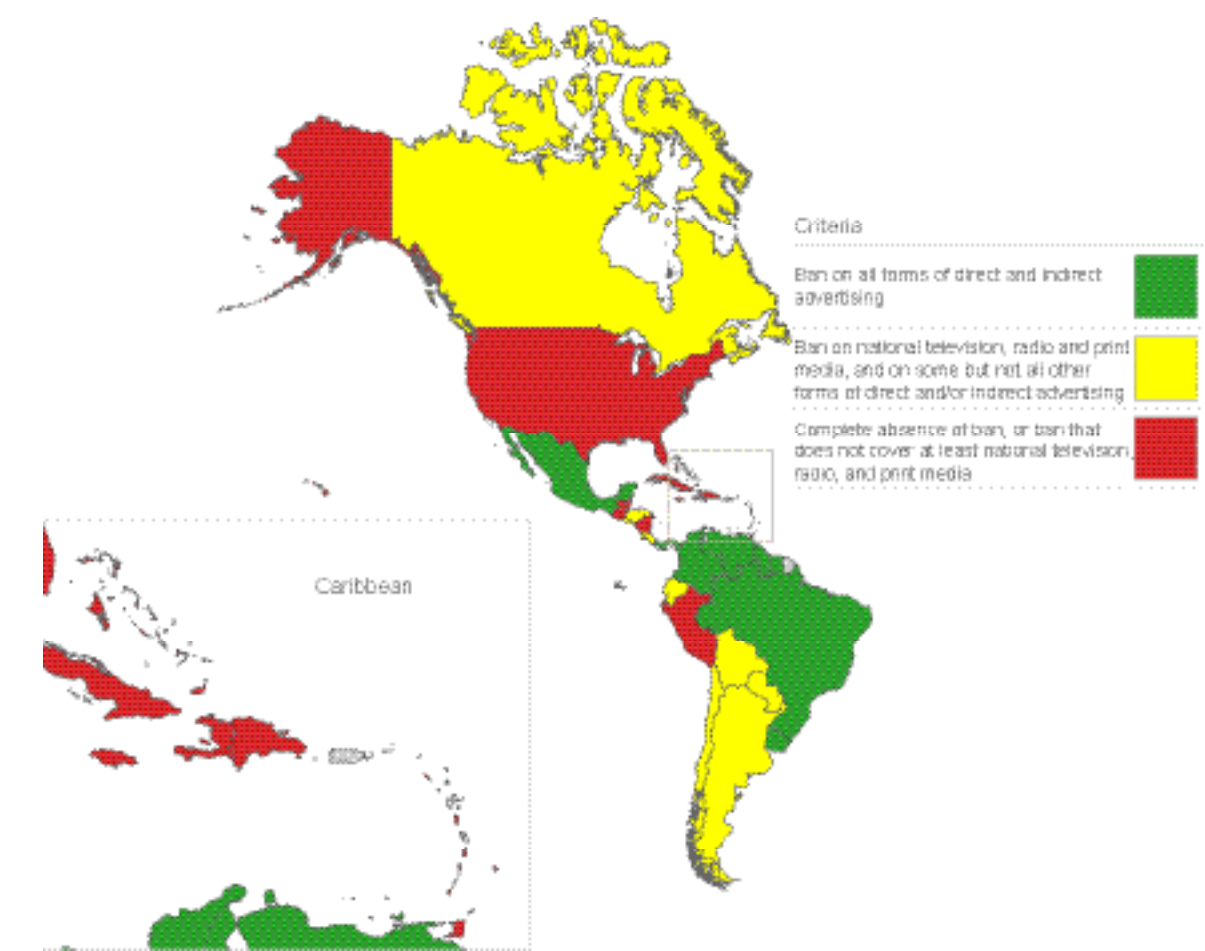 Criteria
Ban on all forms of direct and indirect
advertising
Ban on national television, radio and print
media, and on some but not all other
forms of direct and/or indirect advertising
Complete absence of ban, or ban that
does not cover at least national television,
radio, and print media
Caribbean